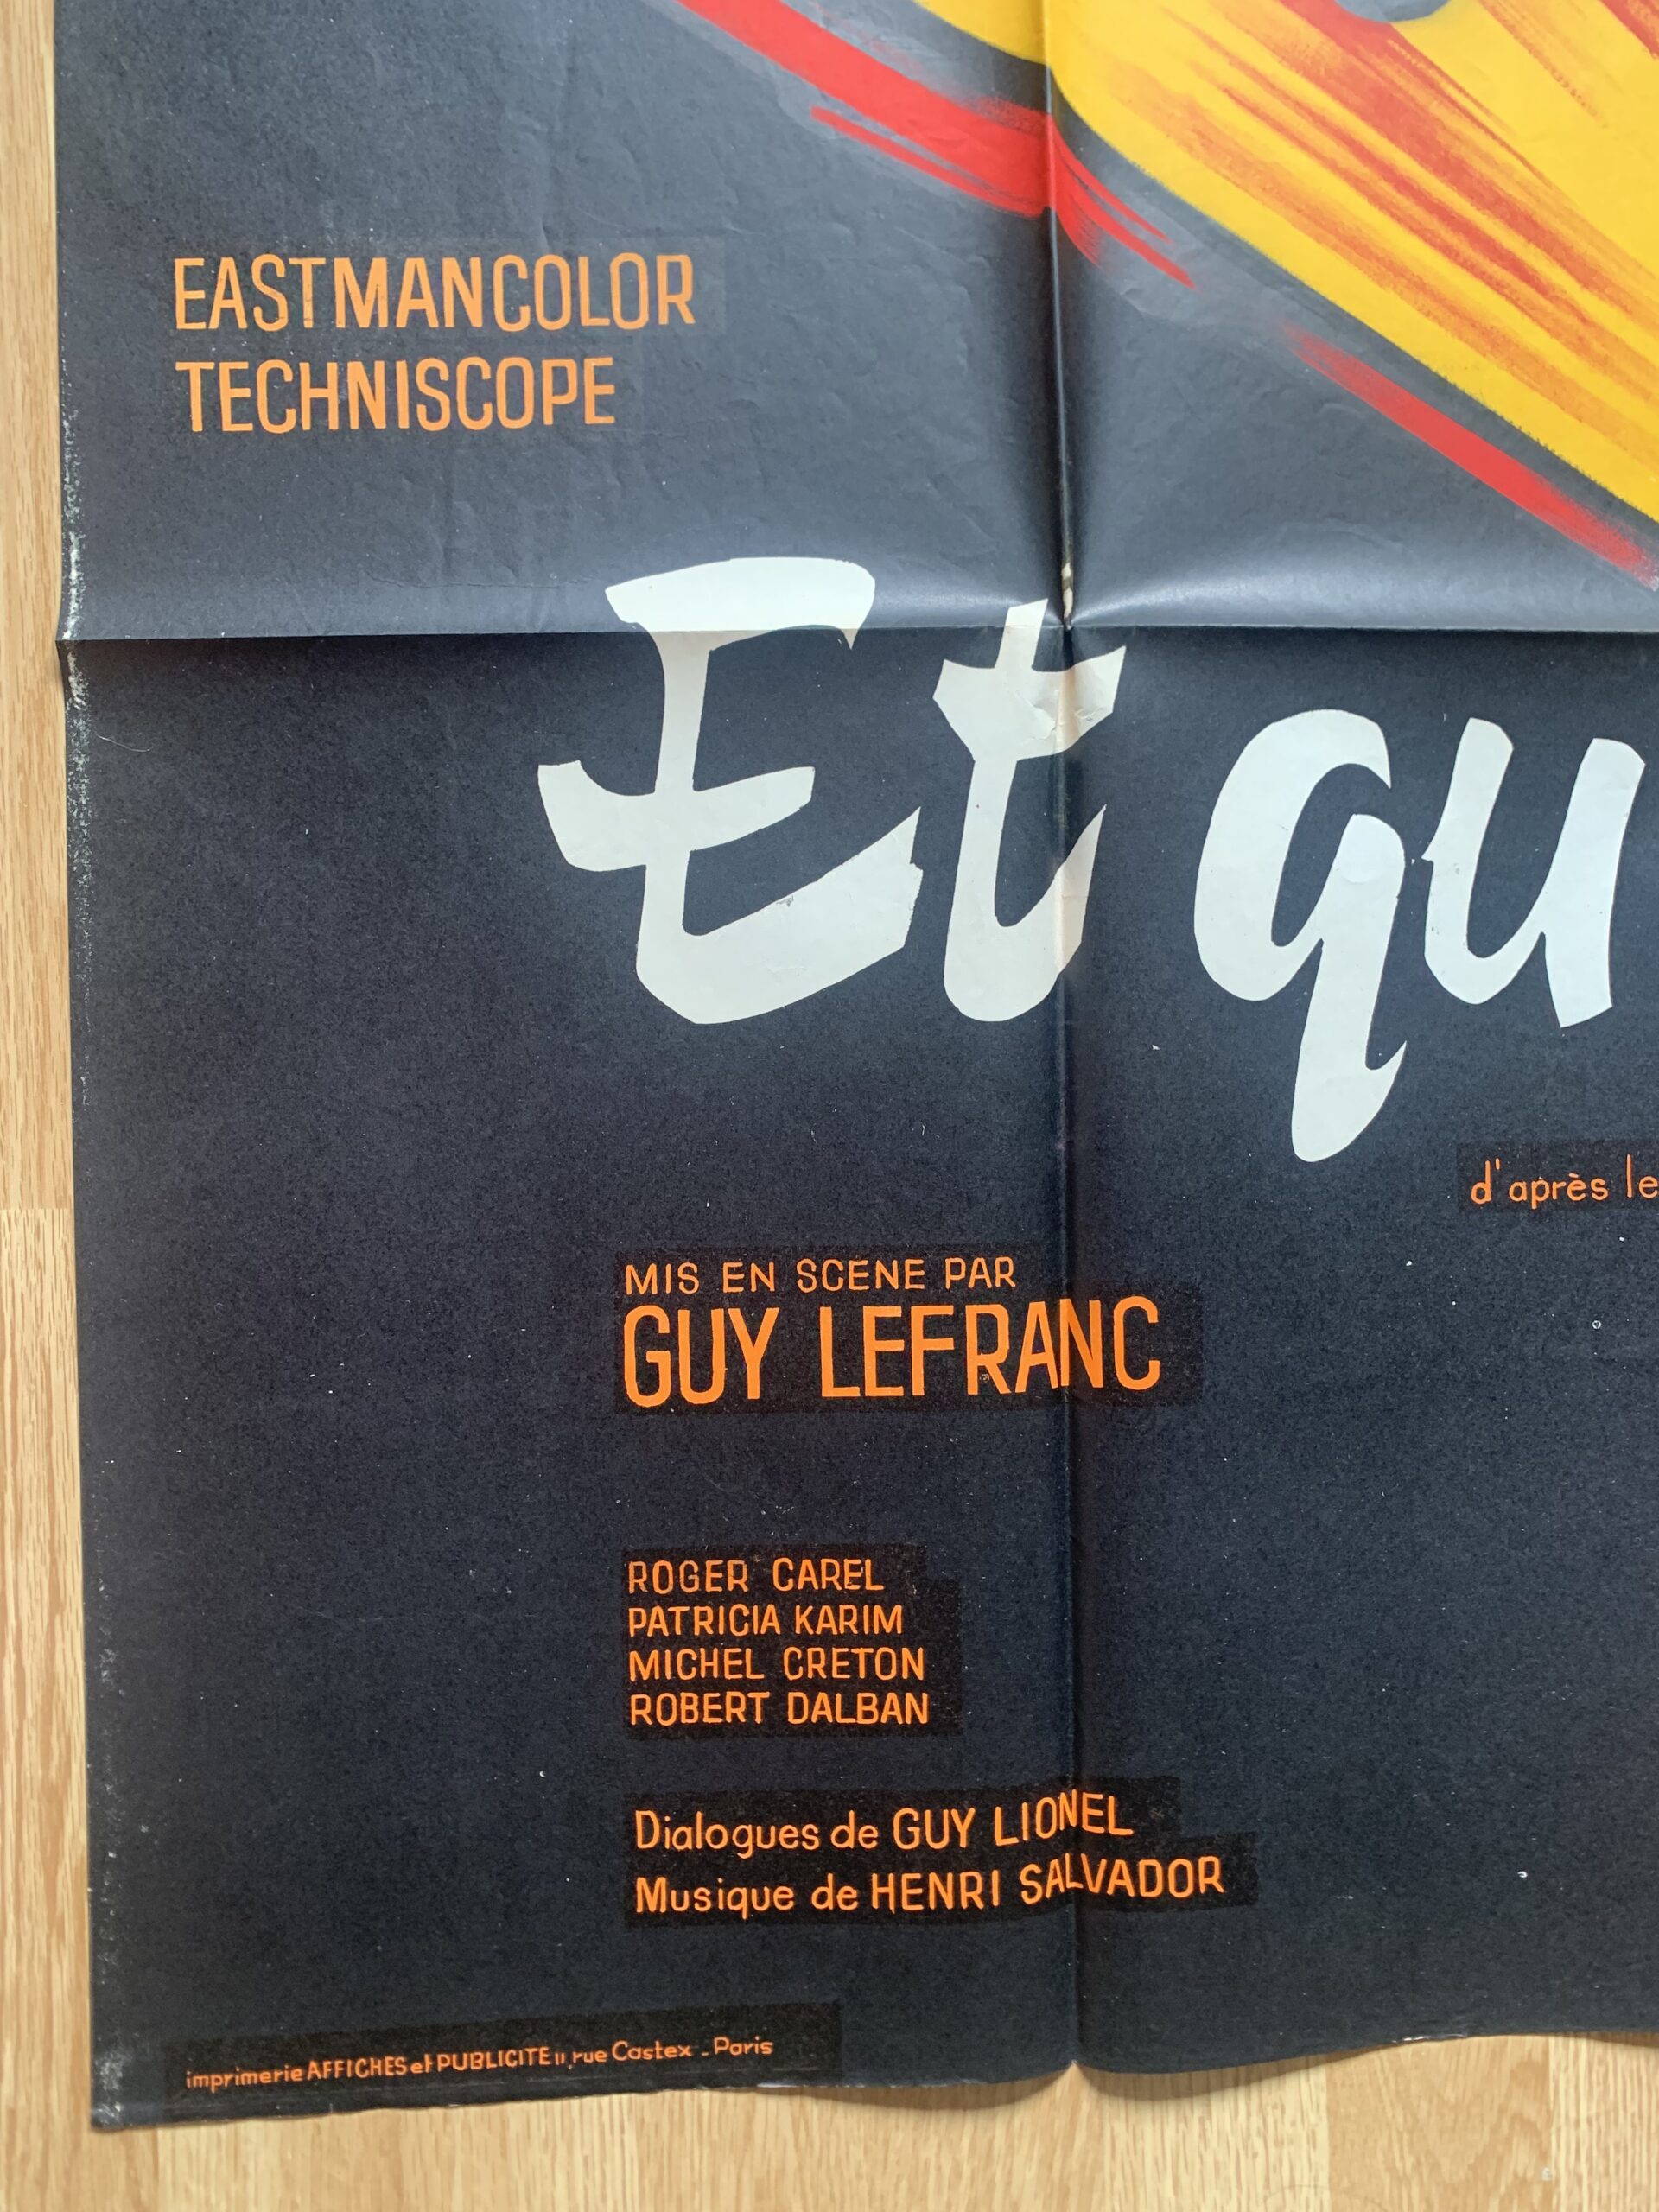 EASTMANCOLOR
TECHNISCOPE
Et qu
d'après le
MIS EN SCENE PAR
GUY LEFRANC
ROGER CAREL
PATRICIA KARIM
MICHEL CRETON
ROBERT DALBAN
Dialogues de GUY LIONEL
Musique de HENRI SALVADOR
imprimerie AFFICHES et PUBLICITE 11, rue Castex - Paris